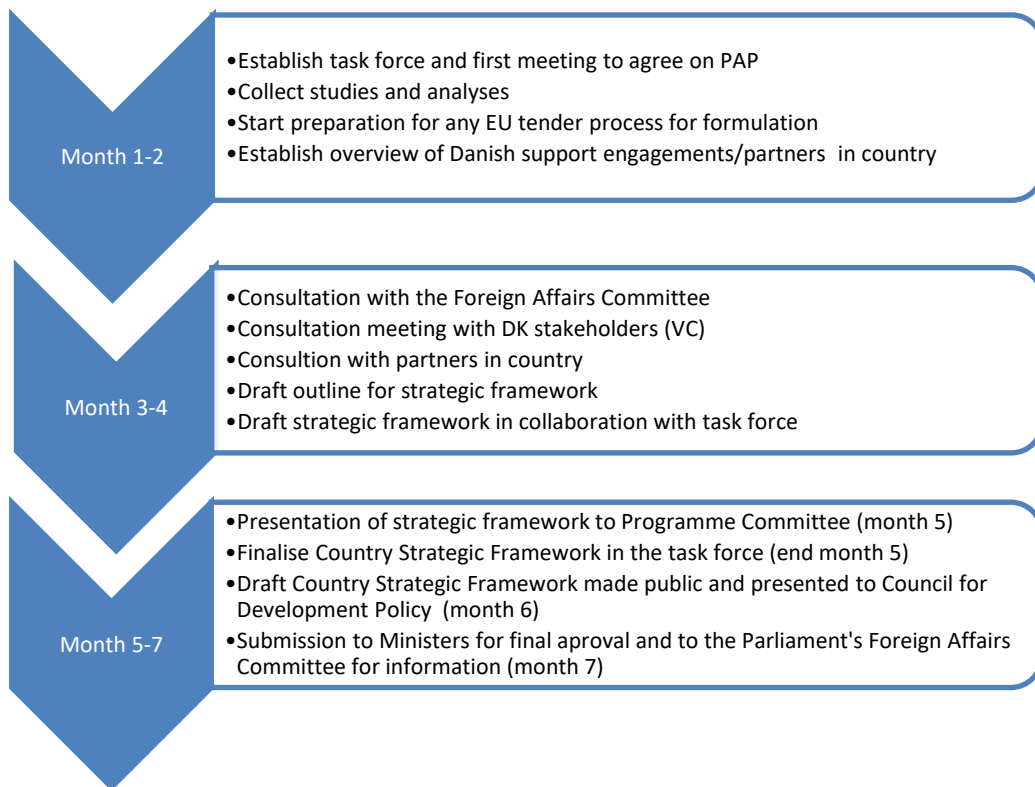 Month 1-2
•Establish task force and first meeting to agree on PAP
•Collect studies and analyses
•Start preparation for any EU tender process for formulation
•Establish overview of Danish support engagements/partners  in country
Month 3-4
•Consultation with the Foreign Affairs Committee
•Consultation meeting with DK stakeholders (VC)
•Consultion with partners in country
•Draft outline for strategic framework
•Draft strategic framework in collaboration with task force
Month 5-7
•Presentation of strategic framework to Programme Committee (month 5)
•Finalise Country Strategic Framework in the task force (end month 5)
•Draft Country Strategic Framework made public and presented to Council for
Development Policy  (month 6)
•Submission to Ministers for final aproval and to the Parliament's Foreign Affairs
Committee for information (month 7)